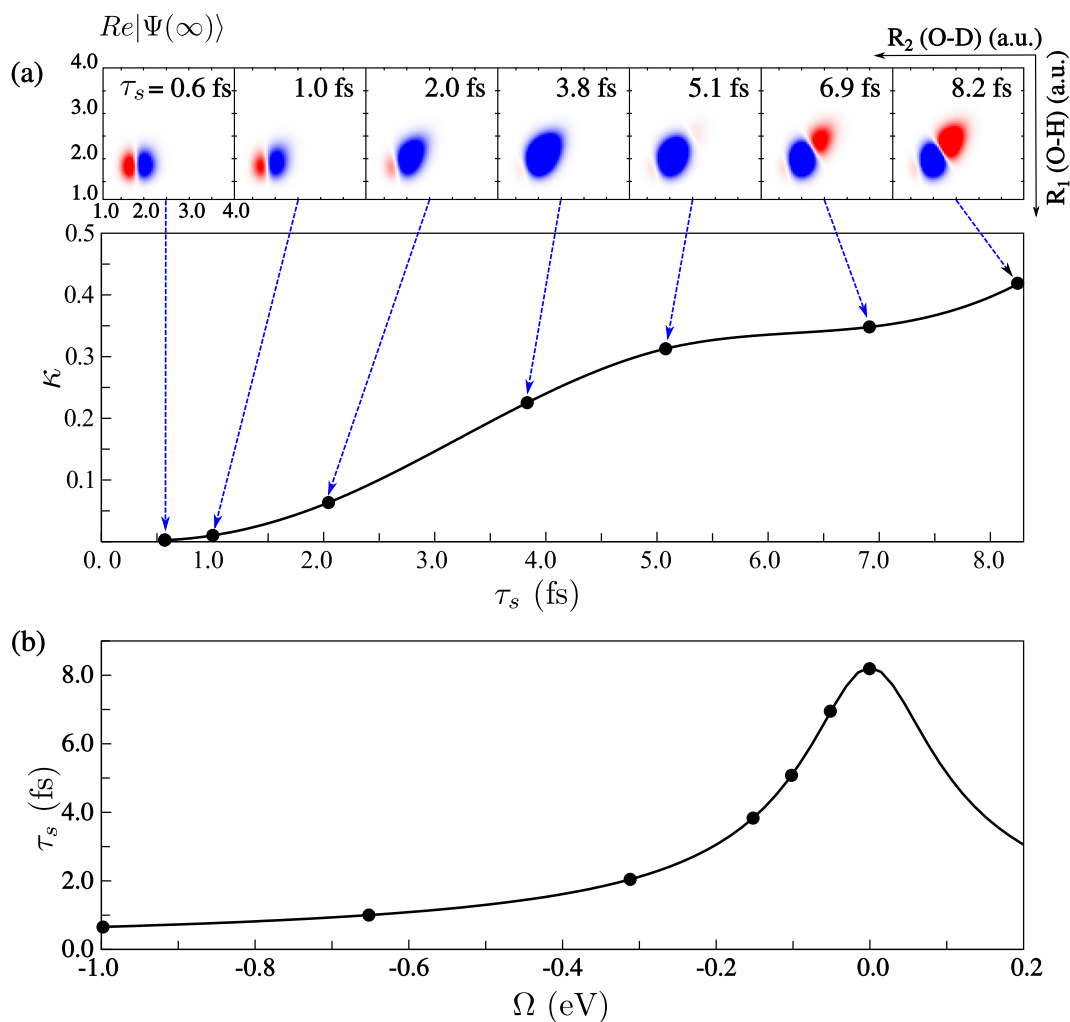 Re|Ψ(∞)⟩
R₂ (O-D) (a.u.)
(a)
4.0
3.0
2.0
1.0
τₛ = 0.6 fs
1.0 fs
2.0 fs
3.8 fs
5.1 fs
6.9 fs
8.2 fs
R₁ (O-H) (a.u.)
1.0 2.0 3.0 4.0
0.5
0.4
0.3
0.2
0.1
κ
0.0 1.0 2.0 3.0 4.0 5.0 6.0 7.0 8.0
τₛ (fs)
(b)
8.0
6.0
4.0
2.0
0.0
τₛ (fs)
-1.0 -0.8 -0.6 -0.4 -0.2 0.0 0.2
Ω (eV)